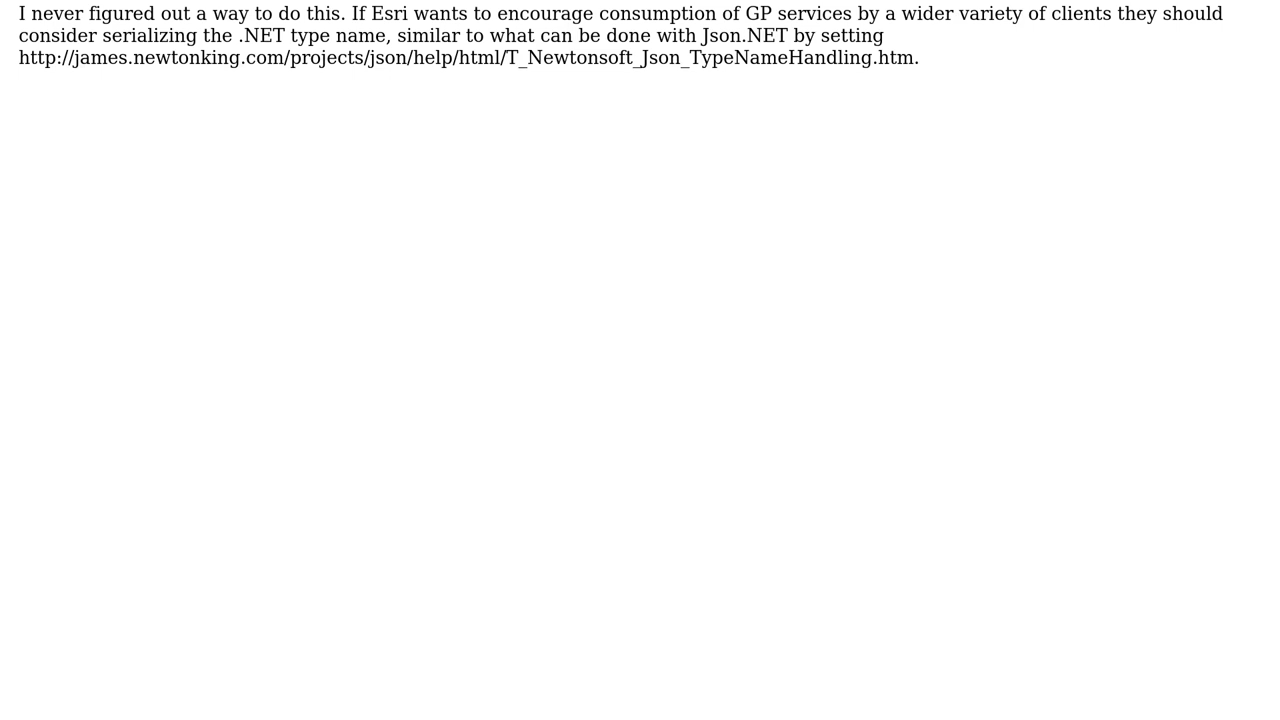 I never figured out a way to do this. If Esri wants to encourage consumption of GP services by a wider variety of clients they should
consider serializing the .NET type name, similar to what can be done with Json.NET by setting
http://james.newtonking.com/projects/json/help/html/T_Newtonsoft_Json_TypeNameHandling.htm.